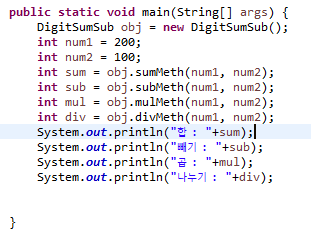 public static void main(String[] args) {
DigitSumSub obj = new DigitSumSub();
int num1 = 200;
int num2 = 100;
int sum = obj.sumMeth(num1, num2);
int sub = obj.subMeth(num1, num2);
int mul = obj.mulMeth(num1, num2);
int div = obj.divMeth(num1, num2);
System.out.println("합 : "+sum);
System.out.println("빼기 : "+sub);
System.out.println("곱 : "+mul);
System.out.println("나누기 : "+div);
}